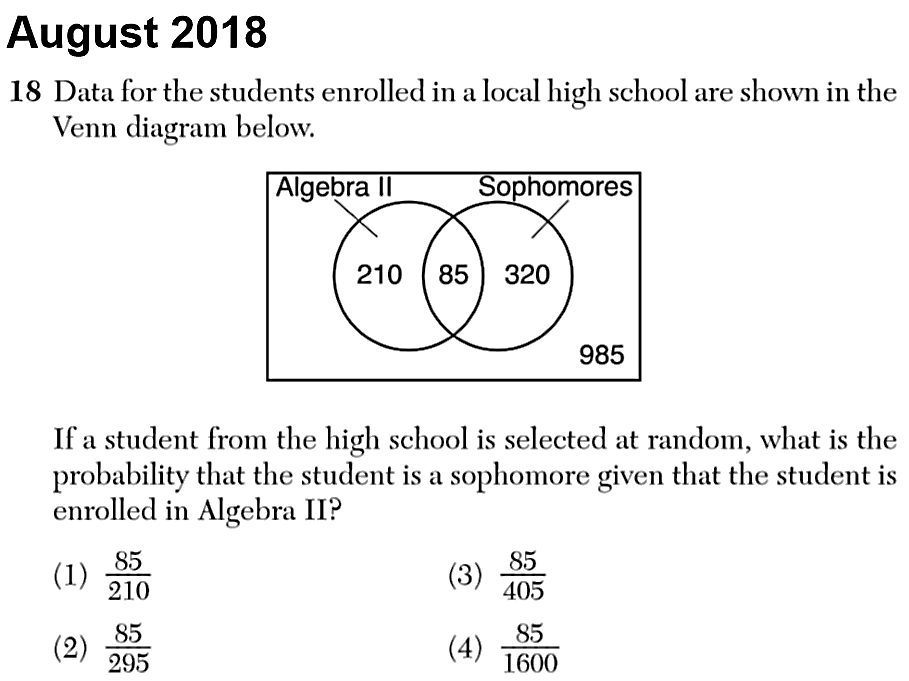 August 2018
18 Data for the students enrolled in a local high school are shown in the
Venn diagram below.
Algebra II Sophomores
210 85 320
985
If a student from the high school is selected at random, what is the
probability that the student is a sophomore given that the student is
enrolled in Algebra II?
(1) 85/210 (3) 85/405
(2) 85/295 (4) 85/1600